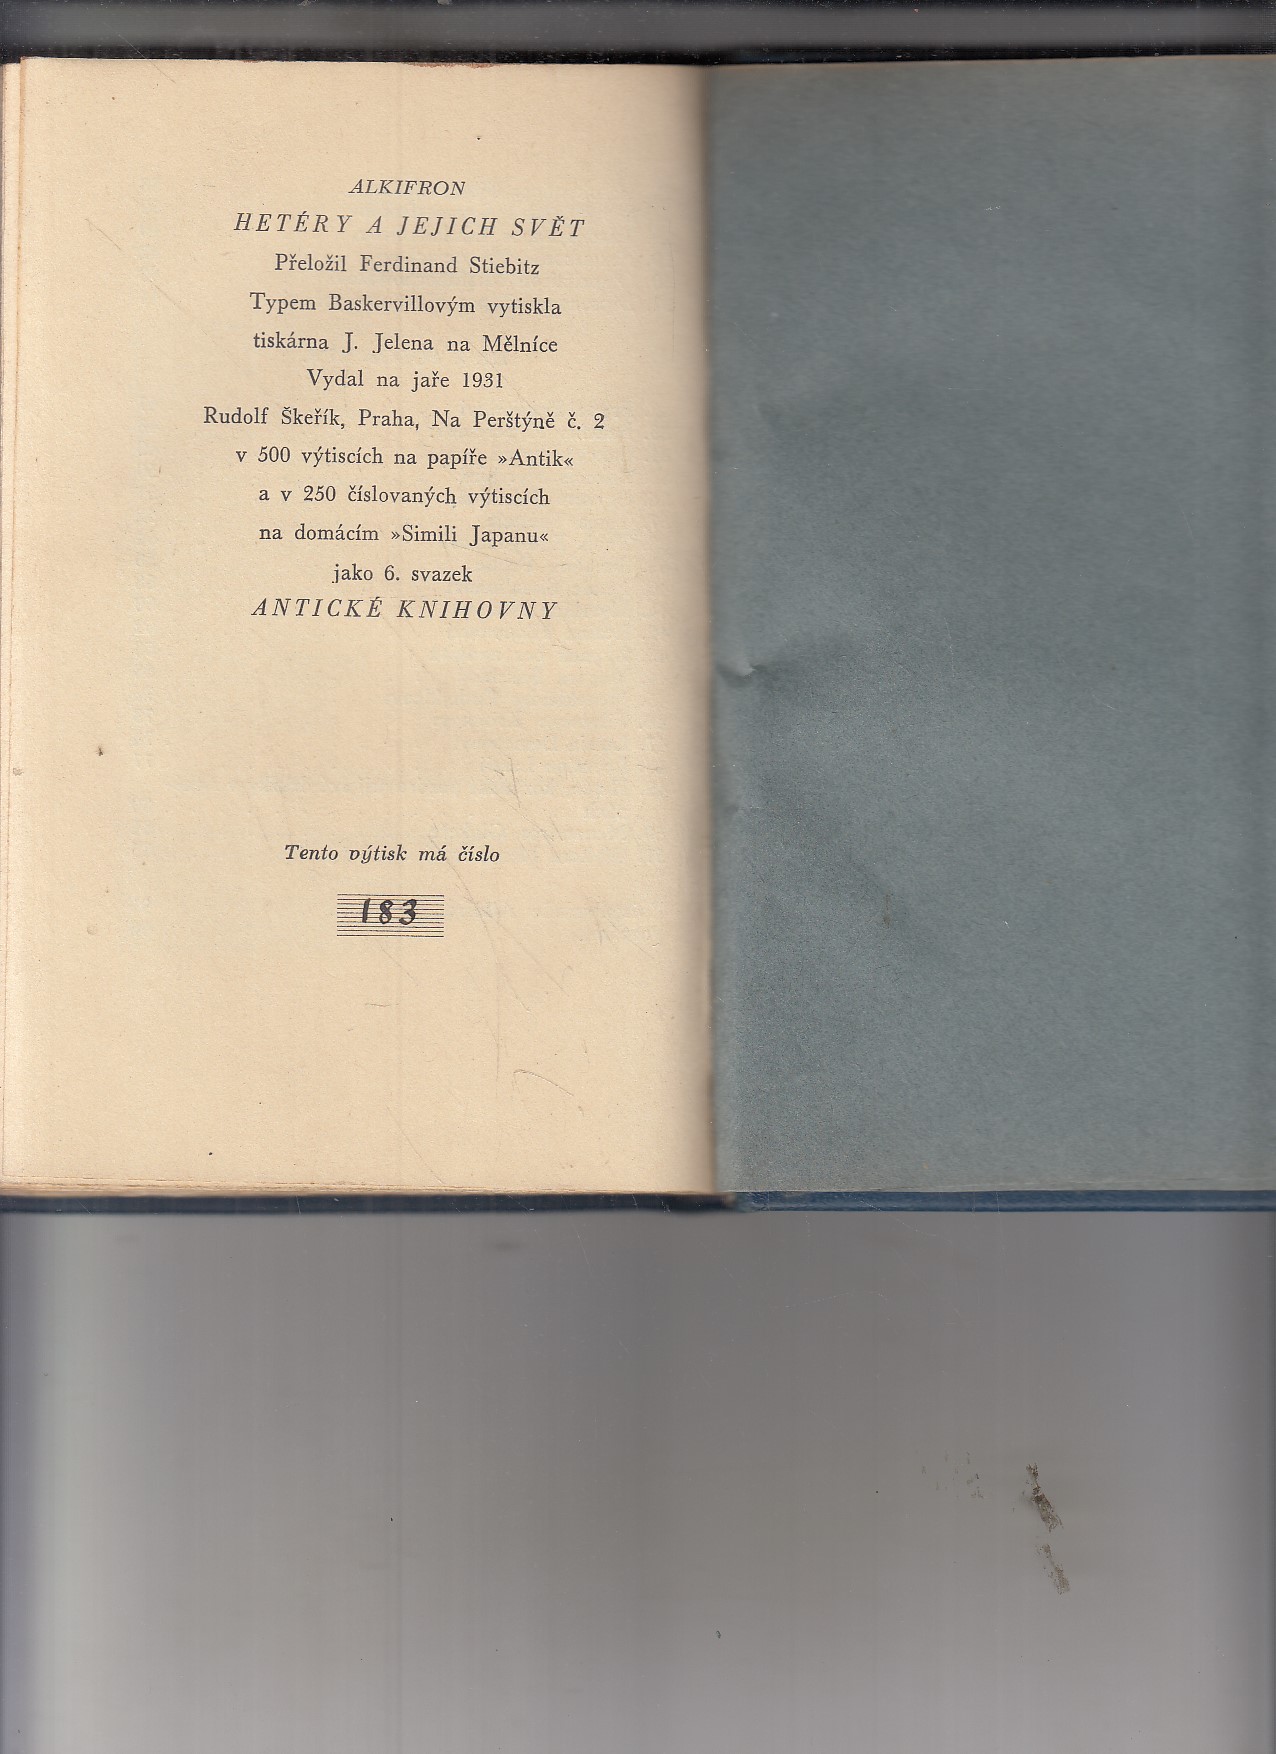 ALKIFRON
HETÉRY A JEJICH SVĚT
Přeložil Ferdinand Stiebitz
Typem Baskervillovým vytiskla
tiskárna J. Jelena na Mělníce
Vydal na jaře 1931
Rudolf Škeřík, Praha, Na Perštýně č. 2
v 500 výtiscích na papíře »Antik«
a v 250 číslovaných výtiscích
na domácím »Simili Japanu«
jako 6. svazek
ANTICKÉ KNIHOVNY
Tento výtisk má číslo
183